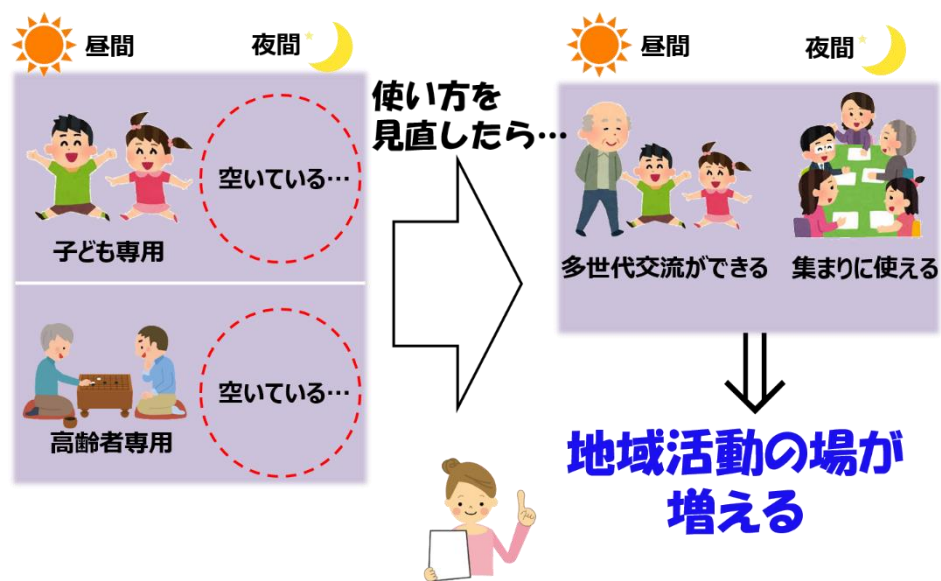 昼間
夜間
空いている…
子ども専用
空いている…
高齢者専用
使い方を
見直したら…
昼間
夜間
多世代交流ができる
集まりに使える
地域活動の場が
増える